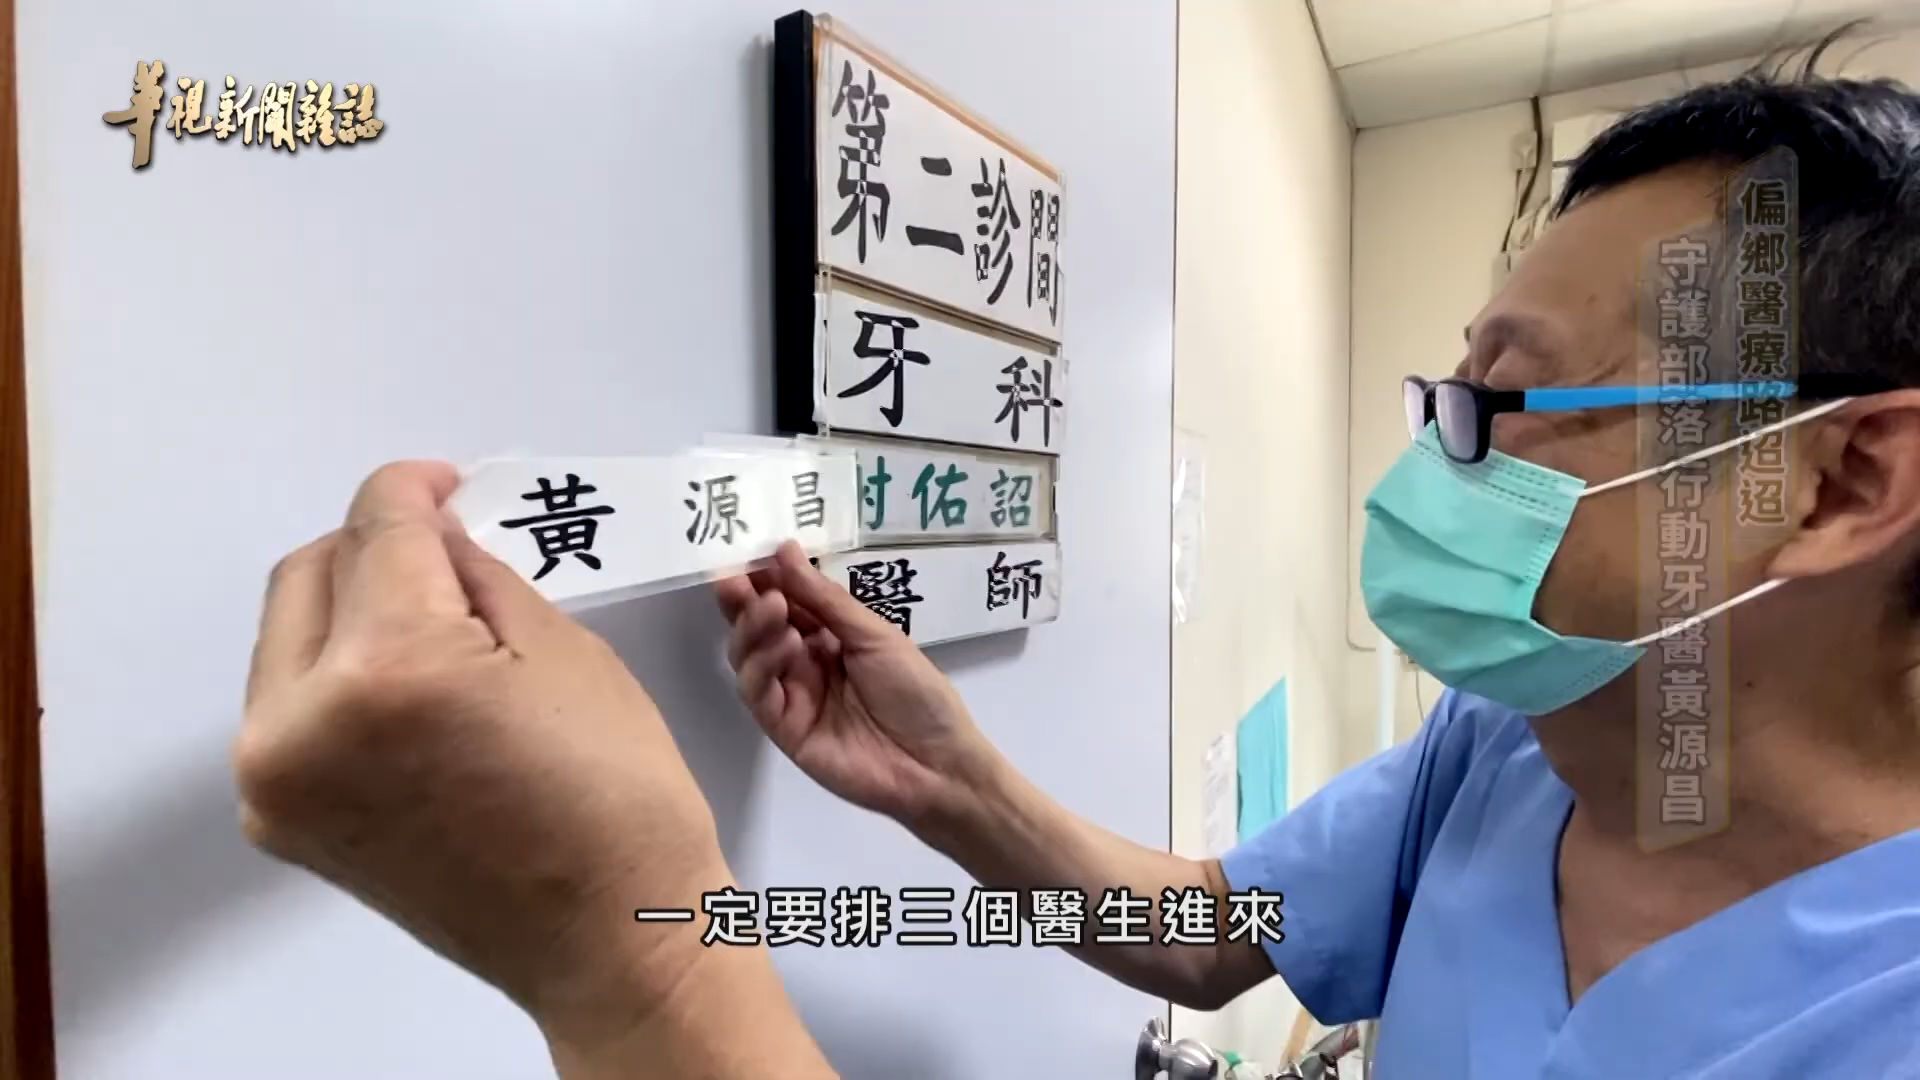 華視新聞雜誌
第二診間
牙科
黃源昌
佑詔
醫師
偏鄉醫療路迢迢
守護部落行動牙醫黃源昌
一定要排三個醫生進來